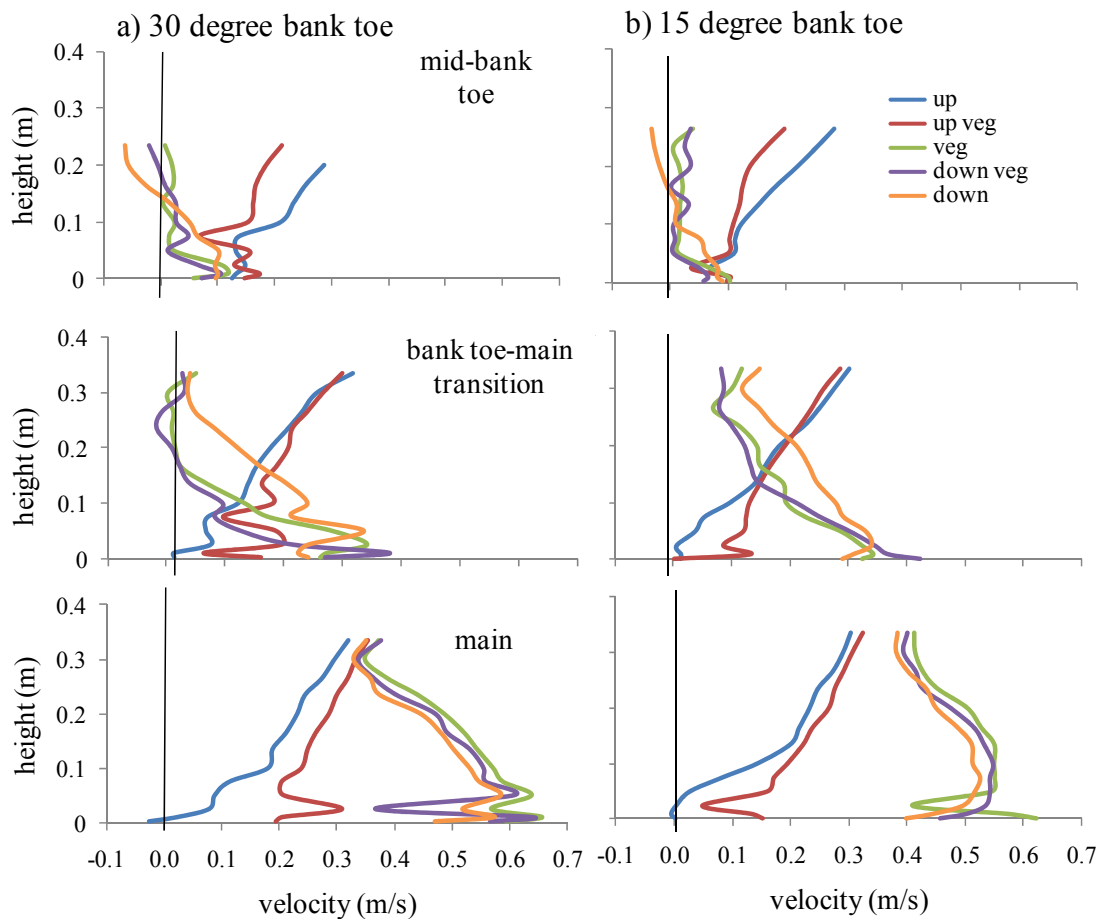 a) 30 degree bank toe
b) 15 degree bank toe
mid-bank
toe
height (m)
0.4
0.3
0.2
0.1
0
up
up veg
veg
down veg
down
bank toe-main
transition
height (m)
0.4
0.3
0.2
0.1
0
main
height (m)
0.4
0.3
0.2
0.1
0
-0.1
0.0
0.1
0.2
0.3
0.4
0.5
0.6
0.7
velocity (m/s)
-0.1
0.0
0.1
0.2
0.3
0.4
0.5
0.6
0.7
velocity (m/s)